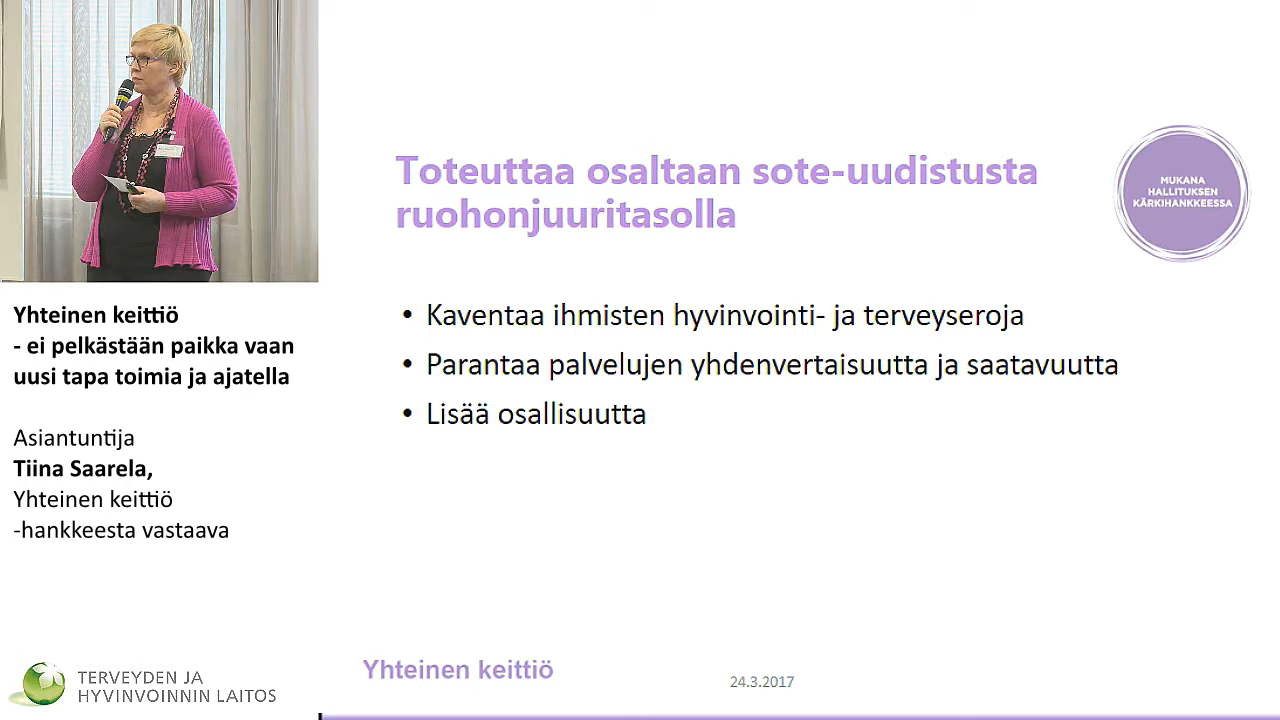 Toteuttaa osaltaan sote-uudistusta
ruohonjuuritasolla
MUKANA
HALLITUKSEN
KÄRKIHANKKEESSA
• Kaventaa ihmisten hyvinvointi- ja terveyseroja
• Parantaa palvelujen yhdenvertaisuutta ja saatavuutta
• Lisää osallisuutta
Yhteinen keittiö
- ei pelkästään paikka vaan
uusi tapa toimia ja ajatella
Asiantuntija
Tiina Saarela,
Yhteinen keittiö
-hankkeesta vastaava
TERVEYDEN JA
HYVINVOINNIN LAITOS
Yhteinen keittiö
24.3.2017